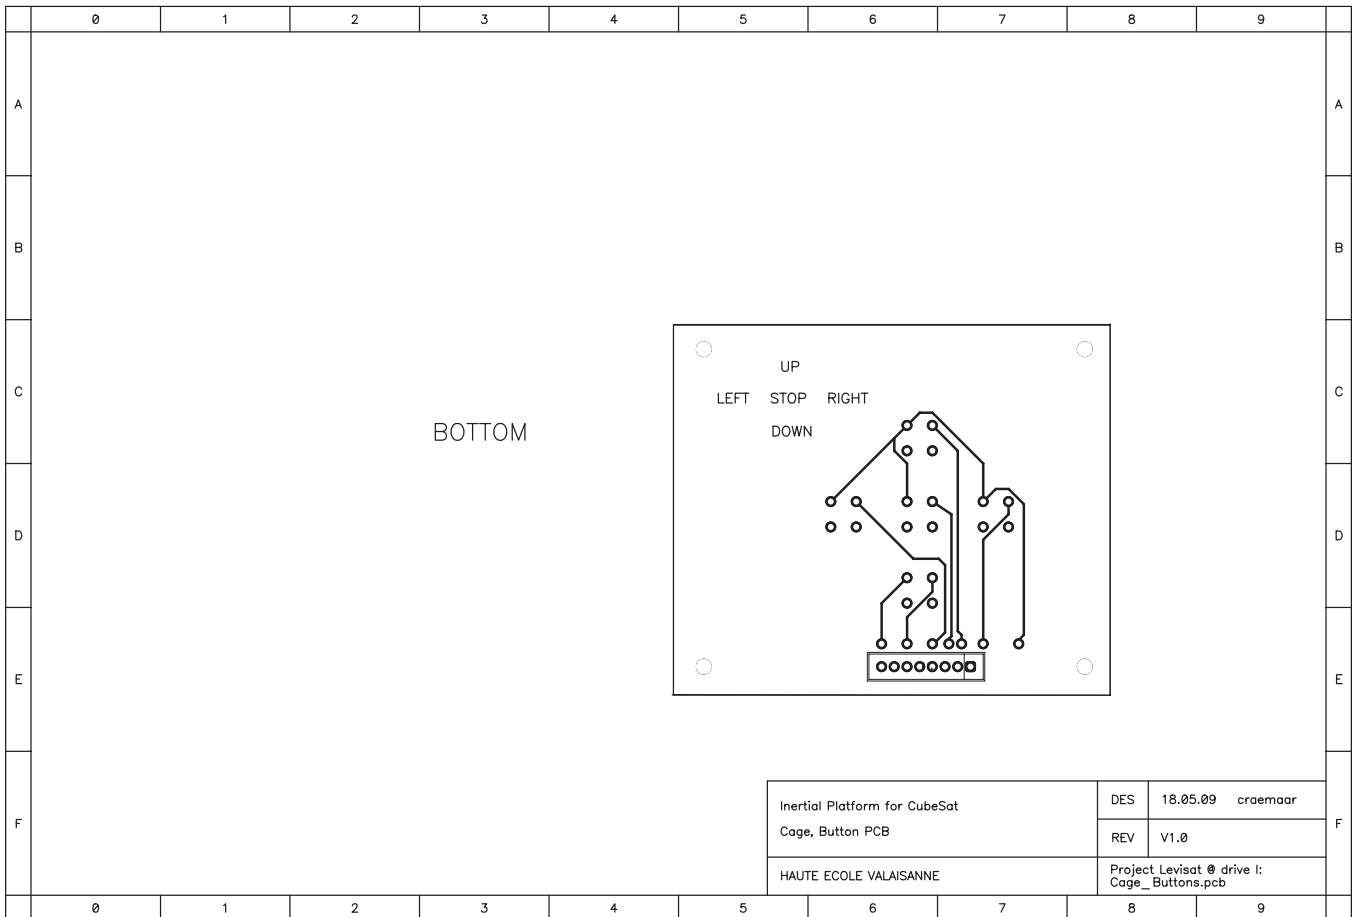 0 1 2 3 4 5 6 7 8 9
A A
B B
UP
C C
LEFT STOP RIGHT
BOTTOM DOWN
D D
E E
Inertial Platform for CubeSat
DES 18.05.09 craemaar
F F
Cage, Button PCB
REV V1.0
HAUTE ECOLE VALAISANNE
Project Levisat @ drive I:
Cage_Buttons.pcb
0 1 2 3 4 5 6 7 8 9